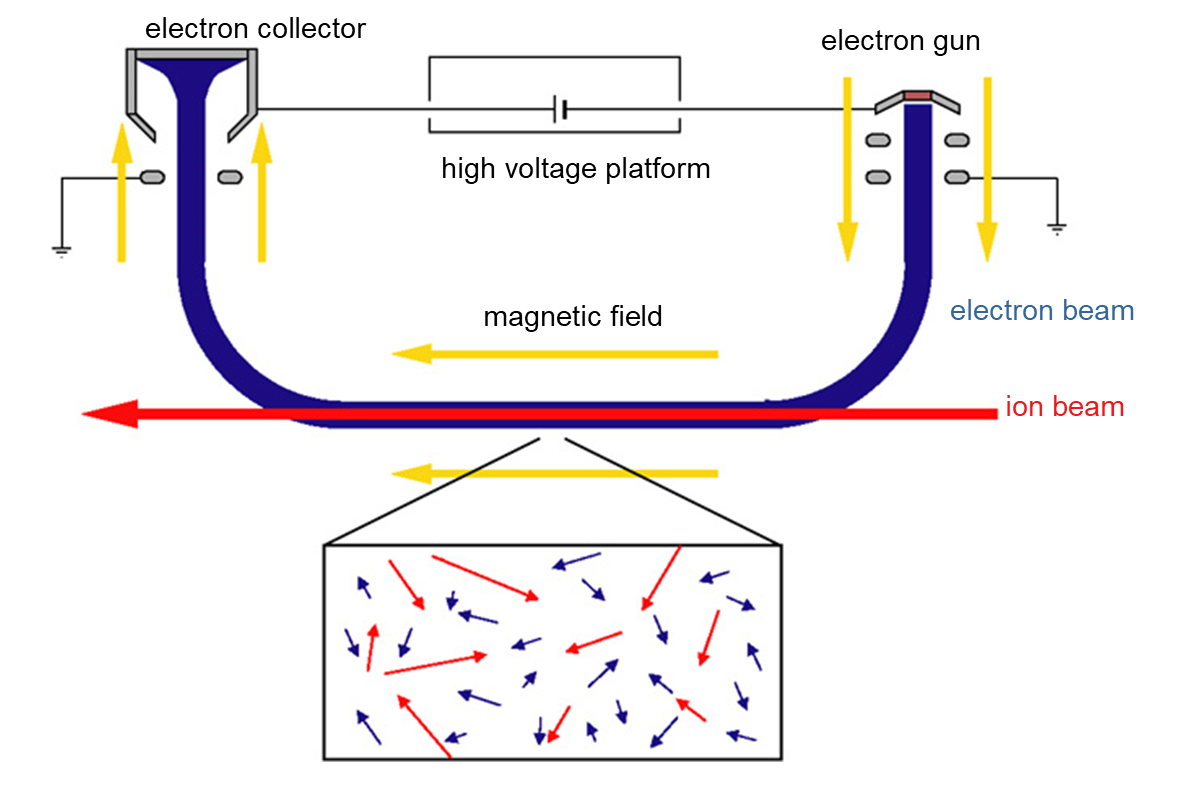 electron collector
electron gun
high voltage platform
magnetic field
electron beam
ion beam